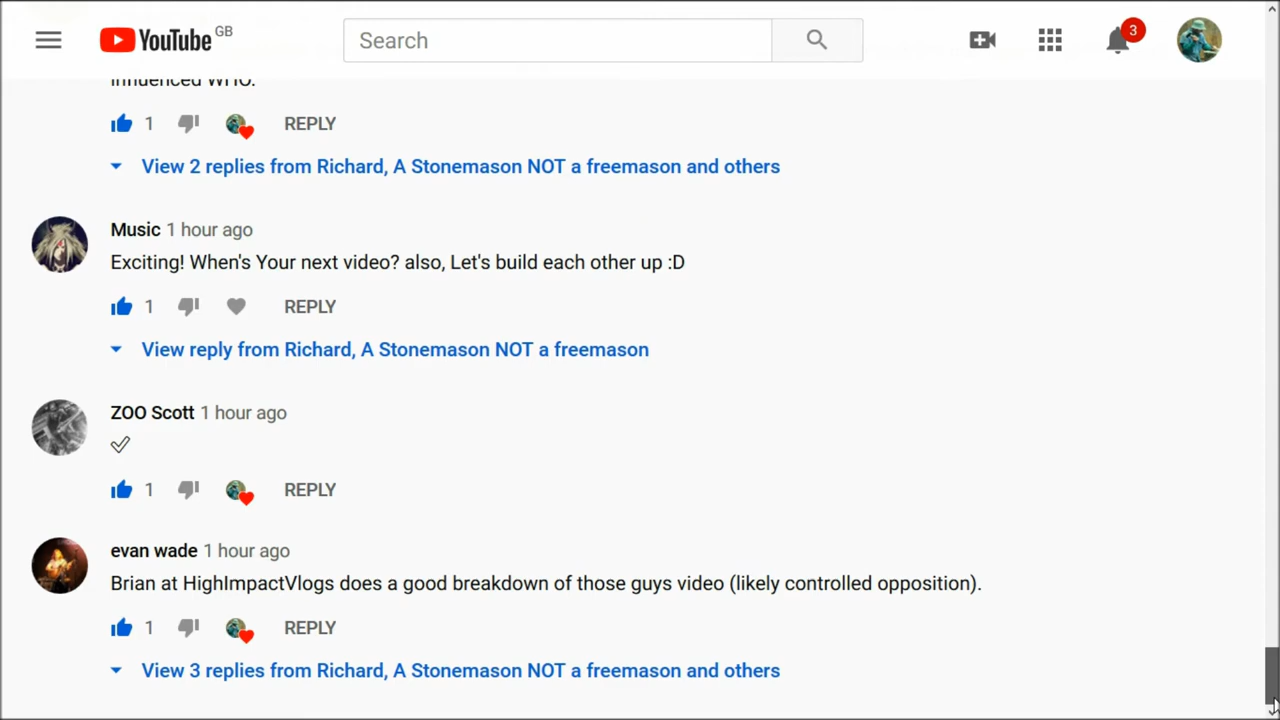 YouTube GB
Search
3
influenced WHO.
1 REPLY
View 2 replies from Richard, A Stonemason NOT a freemason and others
Music 1 hour ago
Exciting! When's Your next video? also, Let's build each other up :D
1 REPLY
View reply from Richard, A Stonemason NOT a freemason
ZOO Scott 1 hour ago
1 REPLY
evan wade 1 hour ago
Brian at HighImpactVlogs does a good breakdown of those guys video (likely controlled opposition).
1 REPLY
View 3 replies from Richard, A Stonemason NOT a freemason and others